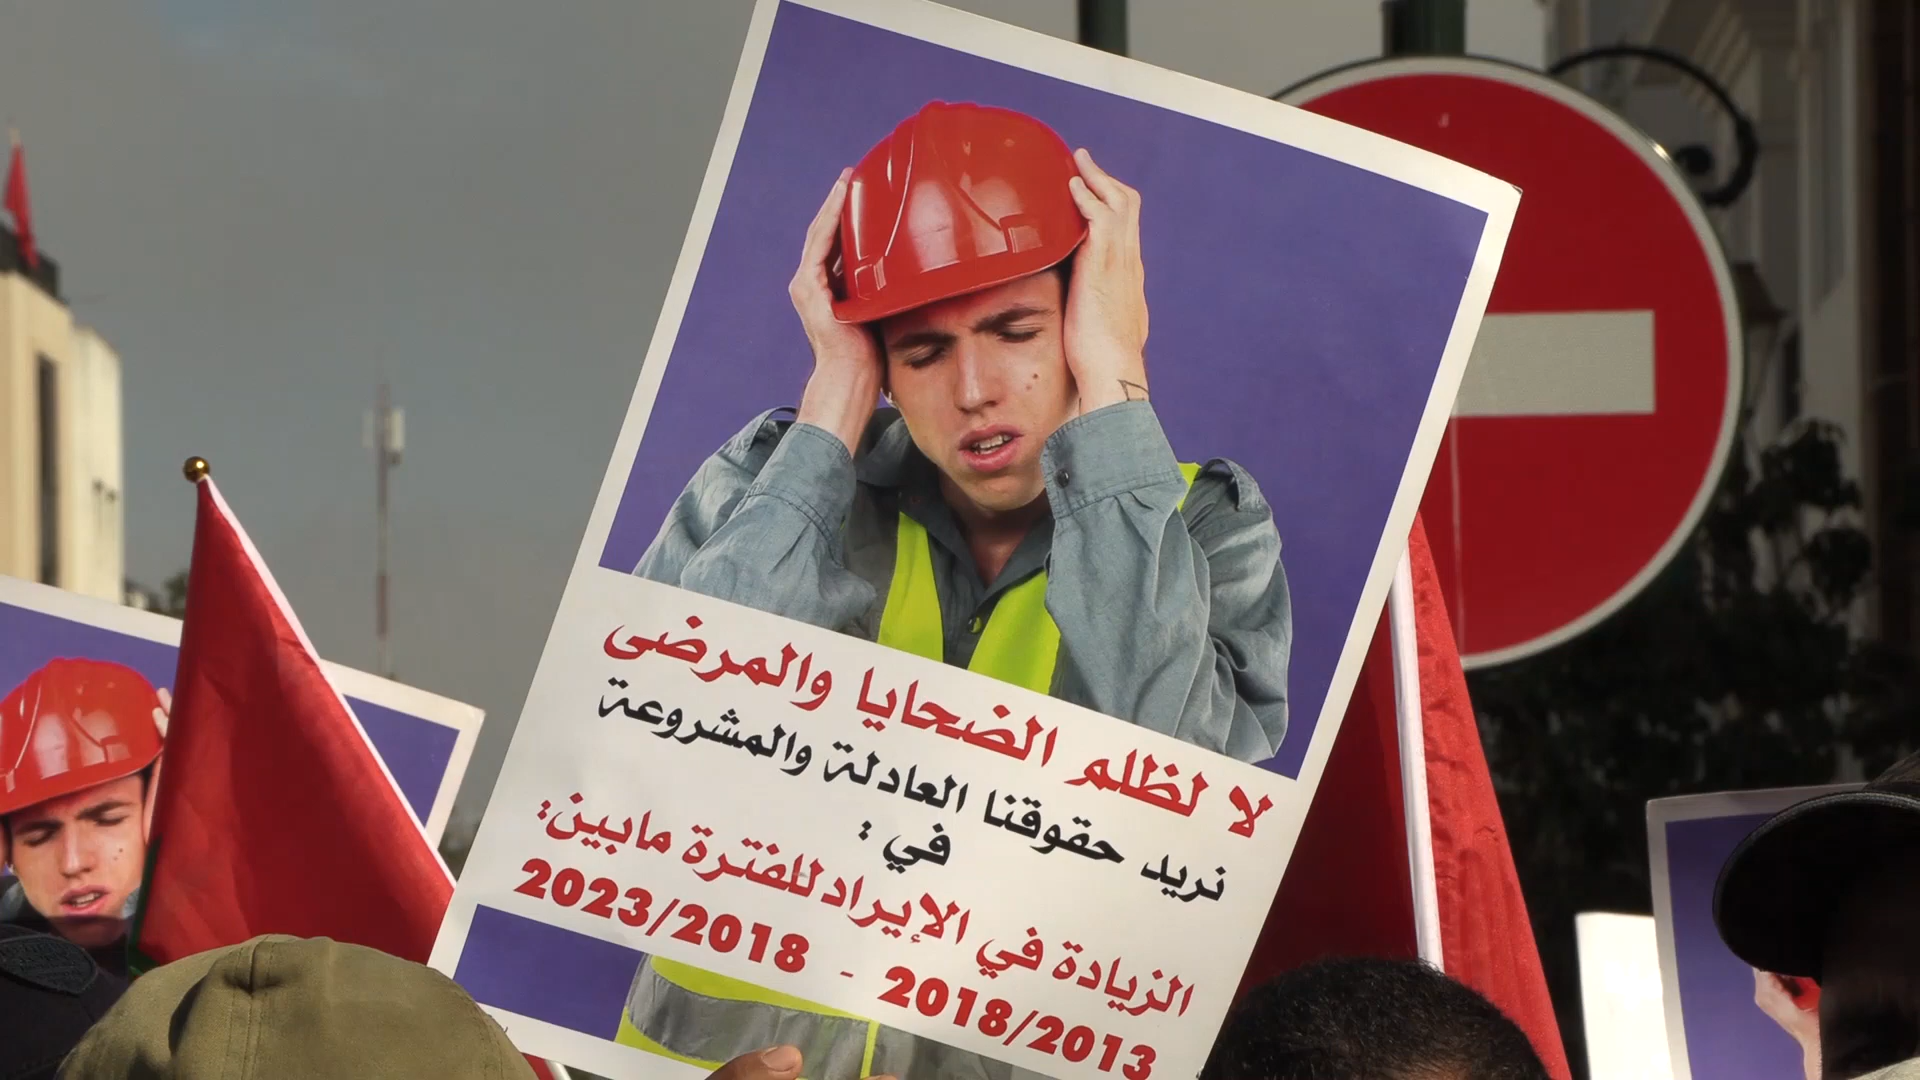 لا لظلم الضحايا والمرضى
نريد حقوقنا العادلة والمشروعة
في :
الزيادة في الإيراد للفترة مابين:
2018/2013 - 2023/2018